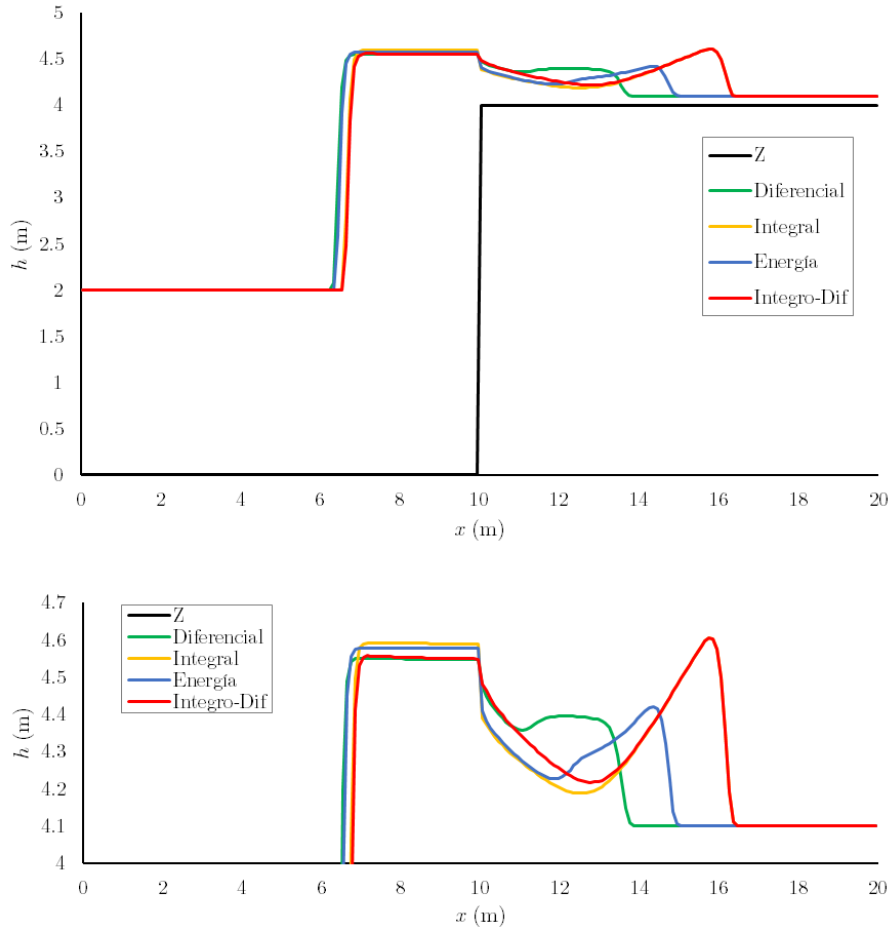 5
4.5
4
3.5
3
2.5
2
1.5
1
0.5
0
h (m)
Z
Diferencial
Integral
Energía
Integro-Dif
0 2 4 6 8 10 12 14 16 18 20
x (m)
4.7
4.6
4.5
4.4
4.3
4.2
4.1
4
h (m)
Z
Diferencial
Integral
Energía
Integro-Dif
0 2 4 6 8 10 12 14 16 18 20
x (m)